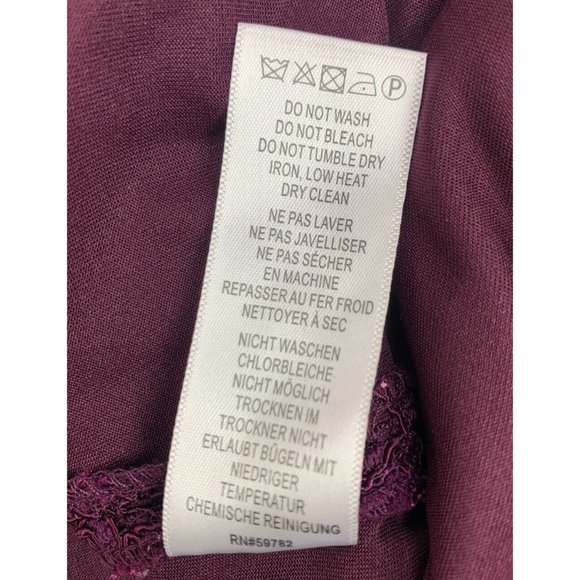 P
DO NOT WASH
DO NOT BLEACH
DO NOT TUMBLE DRY
IRON, LOW HEAT
DRY CLEAN
NE PAS LAVER
NE PAS JAVELLISER
NE PAS SÉCHER
EN MACHINE
REPASSER AU FER FROID
NETTOYER À SEC
NICHT WASCHEN
CHLORBLEICHE
NICHT MÖGLICH
TROCKNEN IM
TROCKNER NICHT
ERLAUBT BÜGELN MIT
NIEDRIGER
TEMPERATUR
CHEMISCHE REINIGUNG
RN#59782